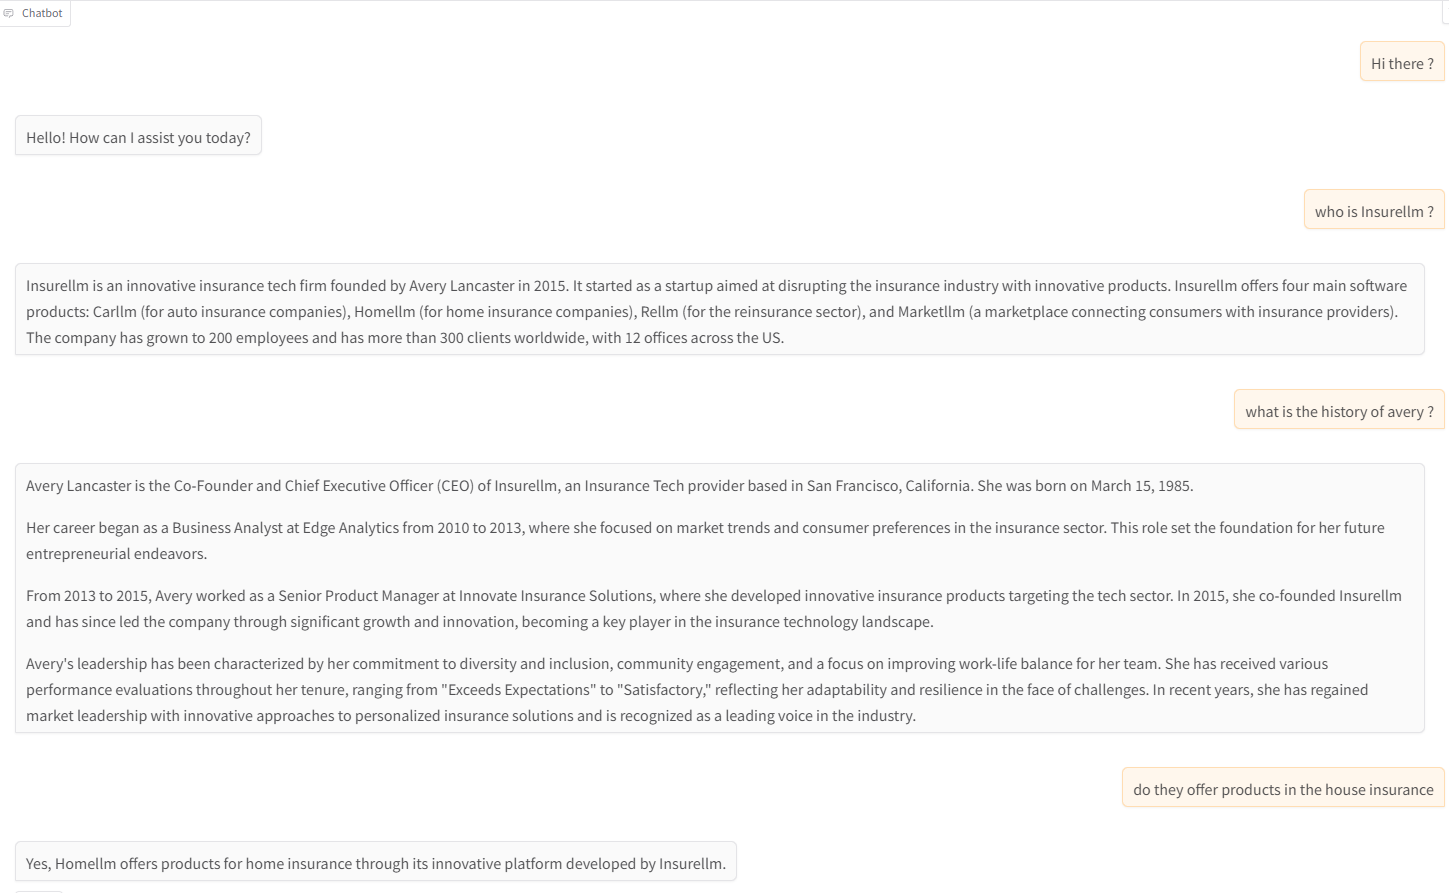 Chatbot
Hi there ?
Hello! How can I assist you today?
who is Insurellm ?
Insurellm is an innovative insurance tech firm founded by Avery Lancaster in 2015. It started as a startup aimed at disrupting the insurance industry with innovative products. Insurellm offers four main software
products: Carllm (for auto insurance companies), Homellm (for home insurance companies), Rellm (for the reinsurance sector), and Marketllm (a marketplace connecting consumers with insurance providers).
The company has grown to 200 employees and has more than 300 clients worldwide, with 12 offices across the US.
what is the history of avery ?
Avery Lancaster is the Co-Founder and Chief Executive Officer (CEO) of Insurellm, an Insurance Tech provider based in San Francisco, California. She was born on March 15, 1985.
Her career began as a Business Analyst at Edge Analytics from 2010 to 2013, where she focused on market trends and consumer preferences in the insurance sector. This role set the foundation for her future
entrepreneurial endeavors.
From 2013 to 2015, Avery worked as a Senior Product Manager at Innovate Insurance Solutions, where she developed innovative insurance products targeting the tech sector. In 2015, she co-founded Insurellm
and has since led the company through significant growth and innovation, becoming a key player in the insurance technology landscape.
Avery's leadership has been characterized by her commitment to diversity and inclusion, community engagement, and a focus on improving work-life balance for her team. She has received various
performance evaluations throughout her tenure, ranging from "Exceeds Expectations" to "Satisfactory," reflecting her adaptability and resilience in the face of challenges. In recent years, she has regained
market leadership with innovative approaches to personalized insurance solutions and is recognized as a leading voice in the industry.
do they offer products in the house insurance
Yes, Homellm offers products for home insurance through its innovative platform developed by Insurellm.